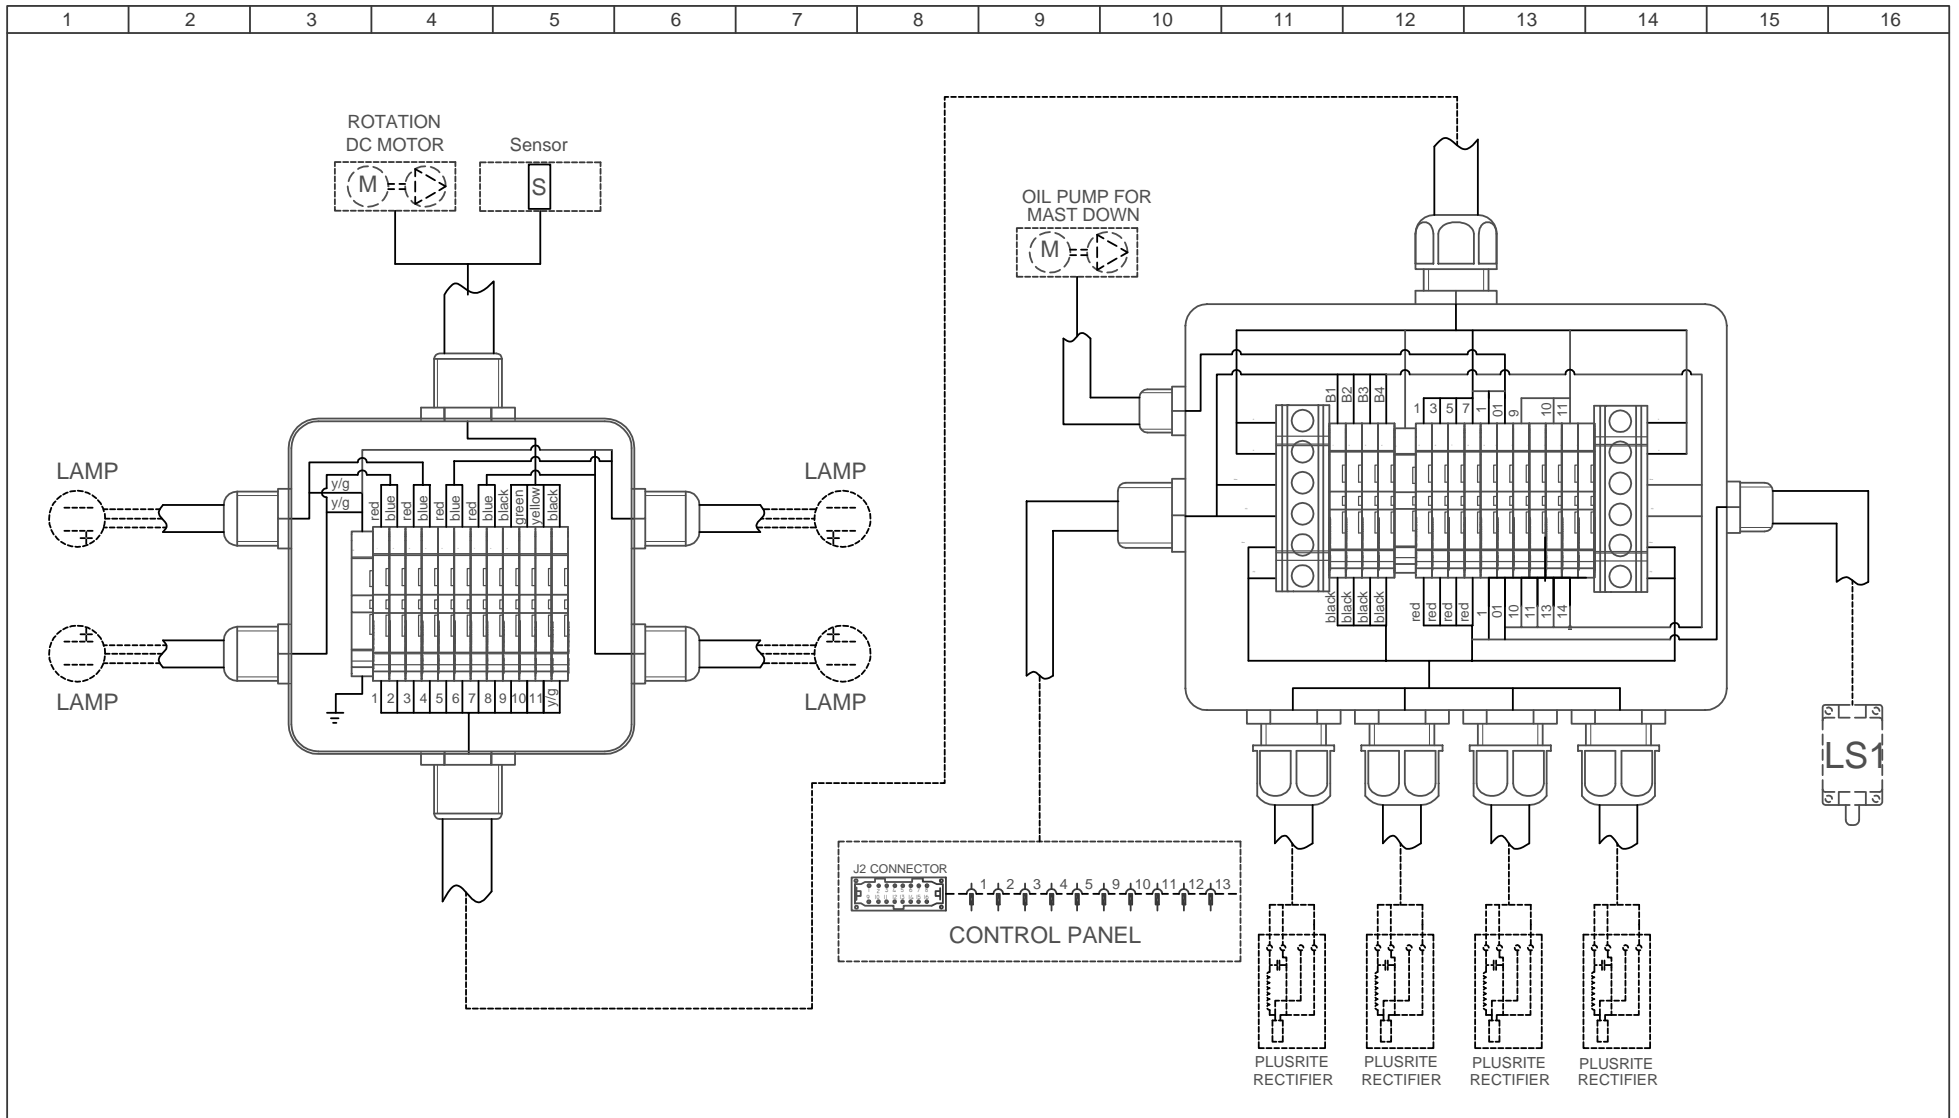 1 2 3 4 5 6 7 8 9 10 11 12 13 14 15 16
ROTATION
DC MOTOR
Sensor
M
S
OIL PUMP FOR
MAST DOWN
M
B1 B2 B3 B4
1 3 5 7 1 01 9 10 11
LAMP
LAMP
y/g
y/g
red blue red blue red blue red blue black green yellow black
black black black black
red red red red 1 01 10 11 13 14
LAMP
LAMP
1 2 3 4 5 6 7 8 9 10 11 y/g
LS1
J2 CONNECTOR
1 2 3 4 5 9 10 11 12 13
CONTROL PANEL
PLUSRITE
RECTIFIER
PLUSRITE
RECTIFIER
PLUSRITE
RECTIFIER
PLUSRITE
RECTIFIER